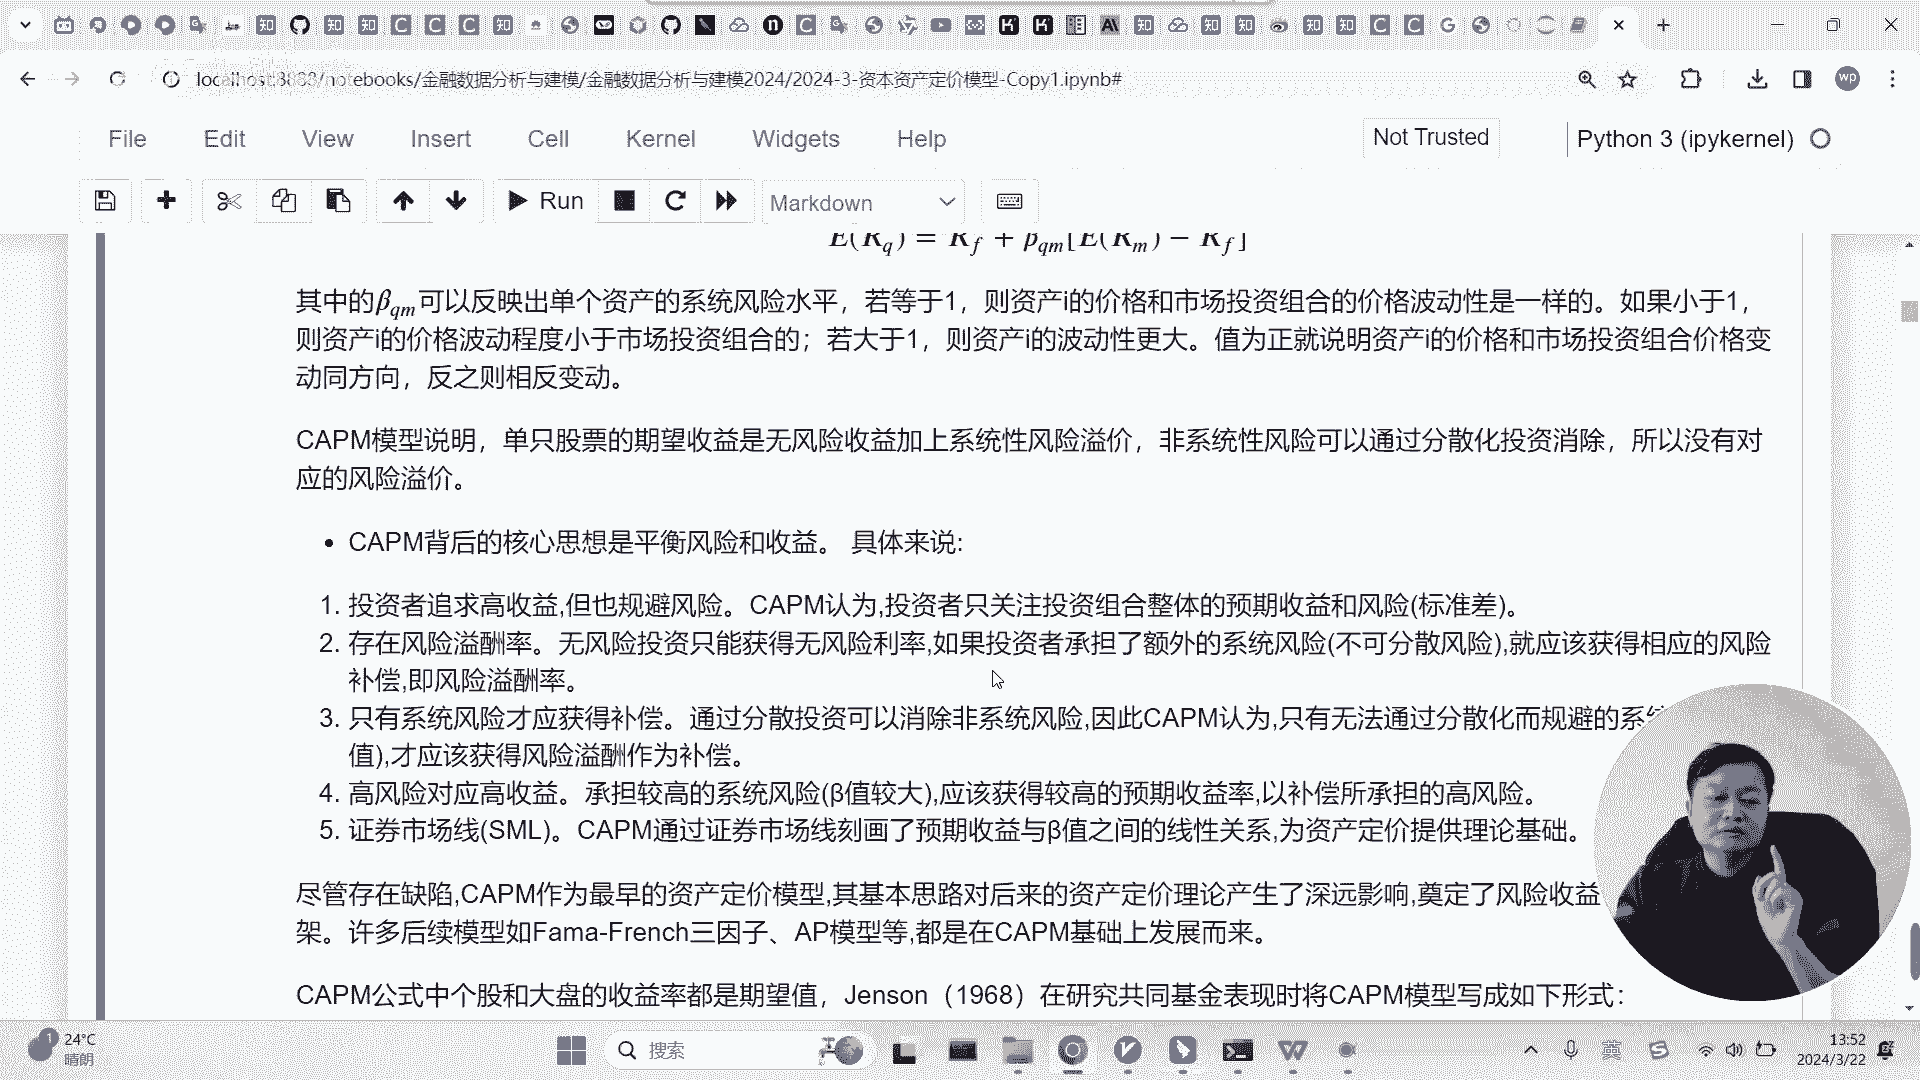 localhost:8888/notebooks/金融数据分析与建模/金融数据分析与建模2024/2024-3-资本资产定价模型-Copy1.ipynb#
wp
File Edit View Insert Cell Kernel Widgets Help
Not Trusted
Python 3 (ipykernel)
Run
Markdown
E(R_q) = R_f + β_qm[E(R_m) − R_f]
其中的β_qm可以反映出单个资产的系统风险水平，若等于1，则资产i的价格和市场投资组合的价格波动性是一样的。如果小于1，
则资产i的价格波动程度小于市场投资组合的；若大于1，则资产i的波动性更大。值为正就说明资产i的价格和市场投资组合价格变
动同方向，反之则相反变动。
CAPM模型说明，单只股票的期望收益是无风险收益加上系统性风险溢价，非系统性风险可以通过分散化投资消除，所以没有对
应的风险溢价。
• CAPM背后的核心思想是平衡风险和收益。 具体来说:
1. 投资者追求高收益,但也规避风险。CAPM认为,投资者只关注投资组合整体的预期收益和风险(标准差)。
2. 存在风险溢酬率。无风险投资只能获得无风险利率,如果投资者承担了额外的系统风险(不可分散风险),就应该获得相应的风险
补偿,即风险溢酬率。
3. 只有系统风险才应获得补偿。通过分散投资可以消除非系统风险,因此CAPM认为,只有无法通过分散化而规避的系统
值),才应该获得风险溢酬作为补偿。
4. 高风险对应高收益。承担较高的系统风险(β值较大),应该获得较高的预期收益率,以补偿所承担的高风险。
5. 证券市场线(SML)。CAPM通过证券市场线刻画了预期收益与β值之间的线性关系,为资产定价提供理论基础。
尽管存在缺陷,CAPM作为最早的资产定价模型,其基本思路对后来的资产定价理论产生了深远影响,奠定了风险收益
架。许多后续模型如Fama-French三因子、AP模型等,都是在CAPM基础上发展而来。
CAPM公式中个股和大盘的收益率都是期望值，Jenson（1968）在研究共同基金表现时将CAPM模型写成如下形式：
1
24°C
晴朗
搜索
英
13:52
2024/3/22